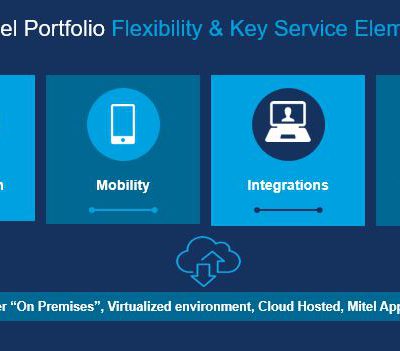 el Portfolio Flexibility & Key Service Elem
n
Mobility
Integrations
er “On Premises”, Virtualized environment, Cloud Hosted, Mitel App